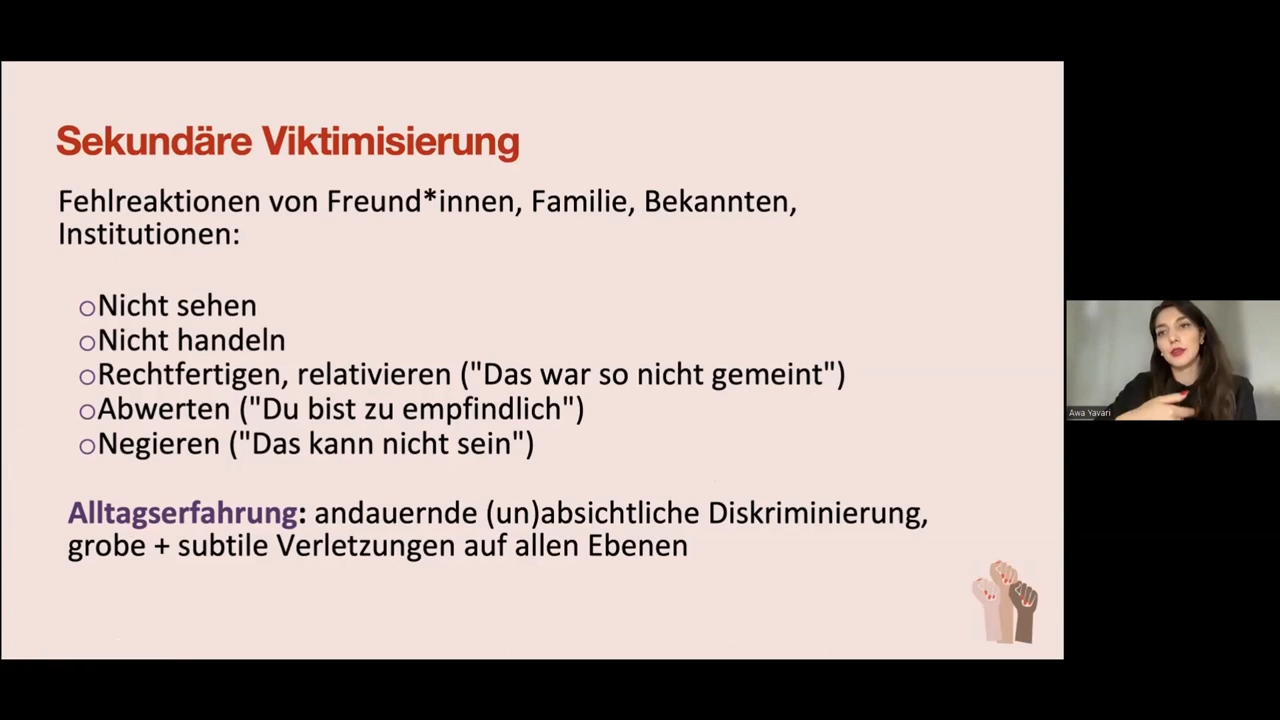 Sekundäre Viktimisierung
Fehlreaktionen von Freund*innen, Familie, Bekannten,
Institutionen:
○Nicht sehen
○Nicht handeln
○Rechtfertigen, relativieren ("Das war so nicht gemeint")
○Abwerten ("Du bist zu empfindlich")
○Negieren ("Das kann nicht sein")
Alltagserfahrung: andauernde (un)absichtliche Diskriminierung,
grobe + subtile Verletzungen auf allen Ebenen
Awa Yavari